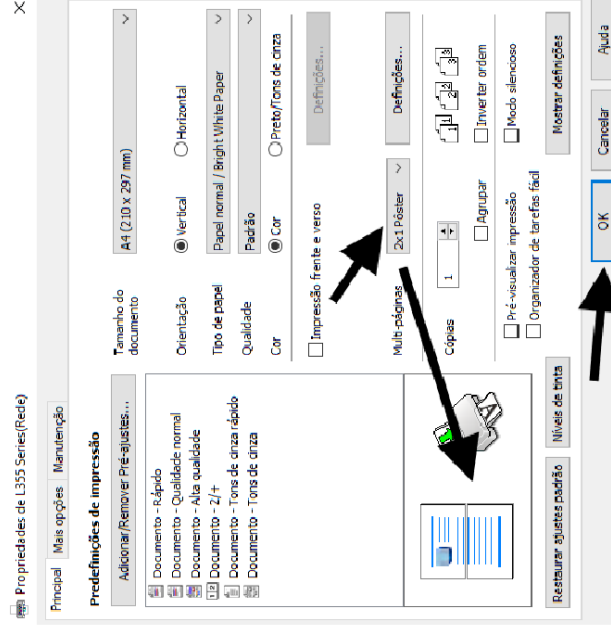 Propriedades de L355 Series(Rede)
Principal
Mais opções
Manutenção
Predefinições de impressão
Adicionar/Remover Pré-ajustes...
Documento - Rápido
Documento - Qualidade normal
Documento - Alta qualidade
Documento - 2/+
Documento - Tons de cinza rápido
Documento - Tons de cinza
Restaurar ajustes padrão
Níveis de tinta
Tamanho do
documento
A4 (210 x 297 mm)
Orientação
Vertical
Horizontal
Tipo de papel
Papel normal / Bright White Paper
Qualidade
Padrão
Cor
Cor
Preto/Tons de cinza
Impressão frente e verso
Definições...
Multi-páginas
2x1 Pôster
Definições...
Cópias
1
Agrupar
Inverter ordem
Pré-visualizar impressão
Modo silencioso
Organizador de tarefas fácil
Mostrar definições
OK
Cancelar
Ajuda